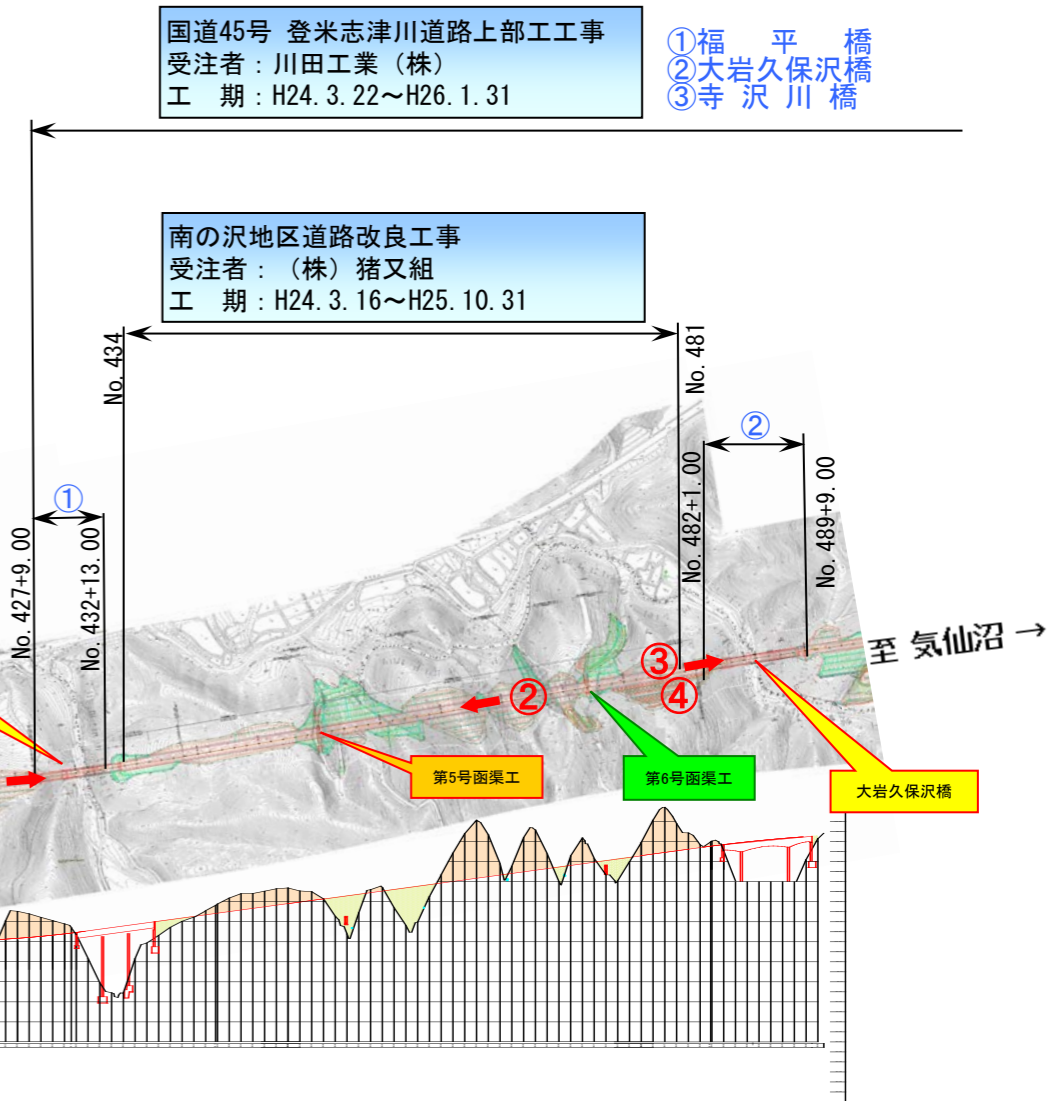 国道45号 登米志津川道路上部工工事
受注者：川田工業（株）
工　期：H24.3.22～H26.1.31
①福　平　橋
②大岩久保沢橋
③寺 沢 川 橋
南の沢地区道路改良工事
受注者：（株）猪又組
工　期：H24.3.16～H25.10.31
No. 434
No. 481
②
①
No. 427+9.00
No. 432+13.00
No. 482+1.00
No. 489+9.00
至 気仙沼 →
③
②
④
第5号函渠工
第6号函渠工
大岩久保沢橋